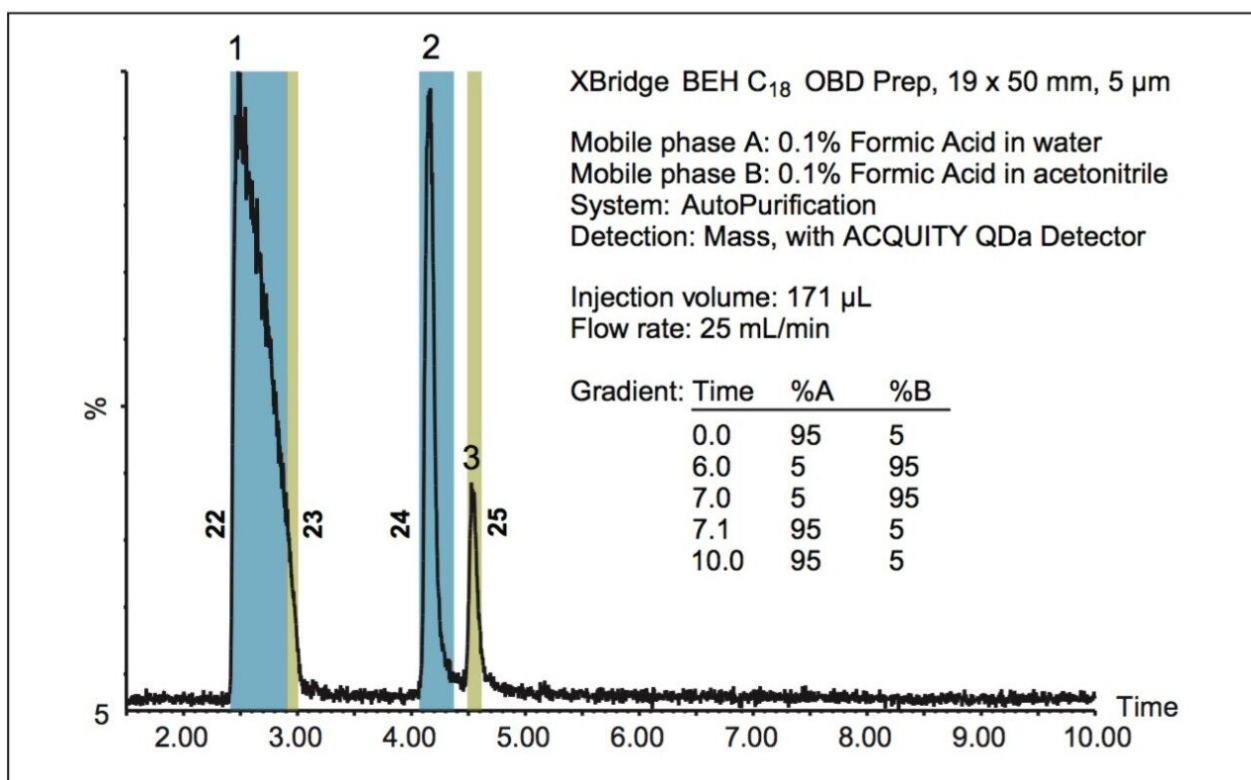 1
2
XBridge BEH C18 OBD Prep, 19 x 50 mm, 5 µm
Mobile phase A: 0.1% Formic Acid in water
Mobile phase B: 0.1% Formic Acid in acetonitrile
System: AutoPurification
Detection: Mass, with ACQUITY QDa Detector
Injection volume: 171 µL
Flow rate: 25 mL/min
Gradient: Time %A %B
0.0 95 5
6.0 5 95
7.0 5 95
7.1 95 5
10.0 95 5
%
3
22
23
24
25
5
Time
2.00 3.00 4.00 5.00 6.00 7.00 8.00 9.00 10.00